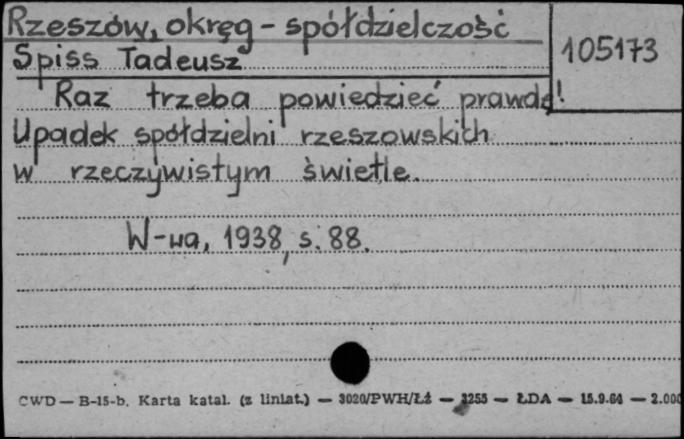 Rzeszów, okręg - spółdzielczość
105173
Spiss Tadeusz
Raz trzeba powiedzieć prawdę!
Upadek spółdzielni rzeszowskich
w rzeczywistym świetle.
W-wa, 1938, s. 88.
CWD — B-15-b. Karta katal. (z liniat.) — 3020/PWH/Łż — 3255 — ŁDA — 15.9.64 — 2.000